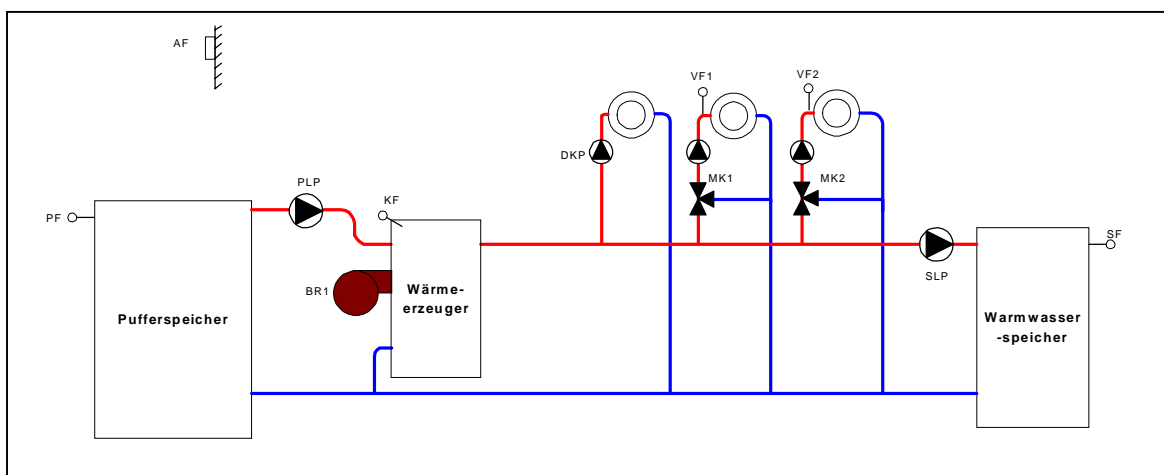 AF
VF1
VF2
DKP
MK1
MK2
PLP
KF
PF
SF
BR1
Wärme-
erzeuger
SLP
Pufferspeicher
Warmwasser
-speicher